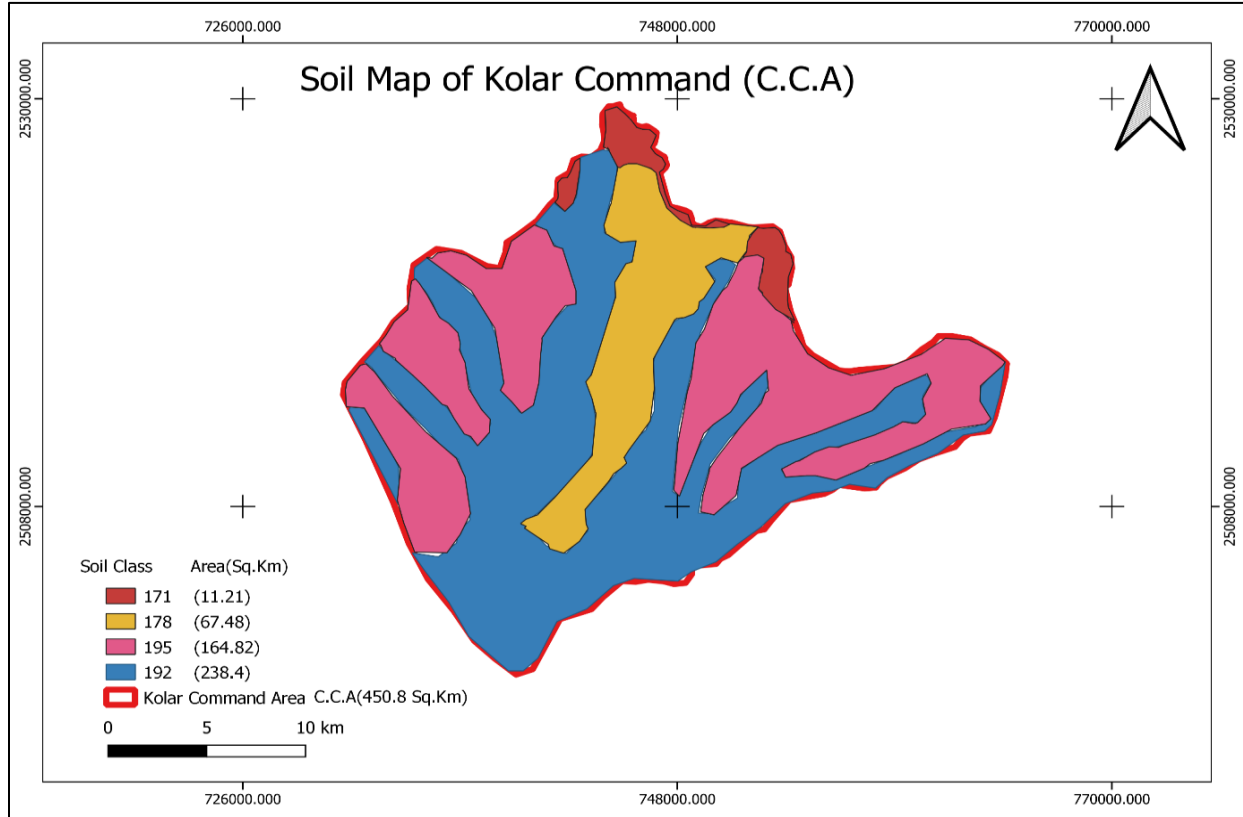 726000.000 748000.000 770000.000
Soil Map of Kolar Command (C.C.A)
2530000.000 2530000.000
2508000.000 2508000.000
Soil Class Area(Sq.Km)
171 (11.21)
178 (67.48)
195 (164.82)
192 (238.4)
Kolar Command Area C.C.A(450.8 Sq.Km)
0 5 10 km
726000.000 748000.000 770000.000